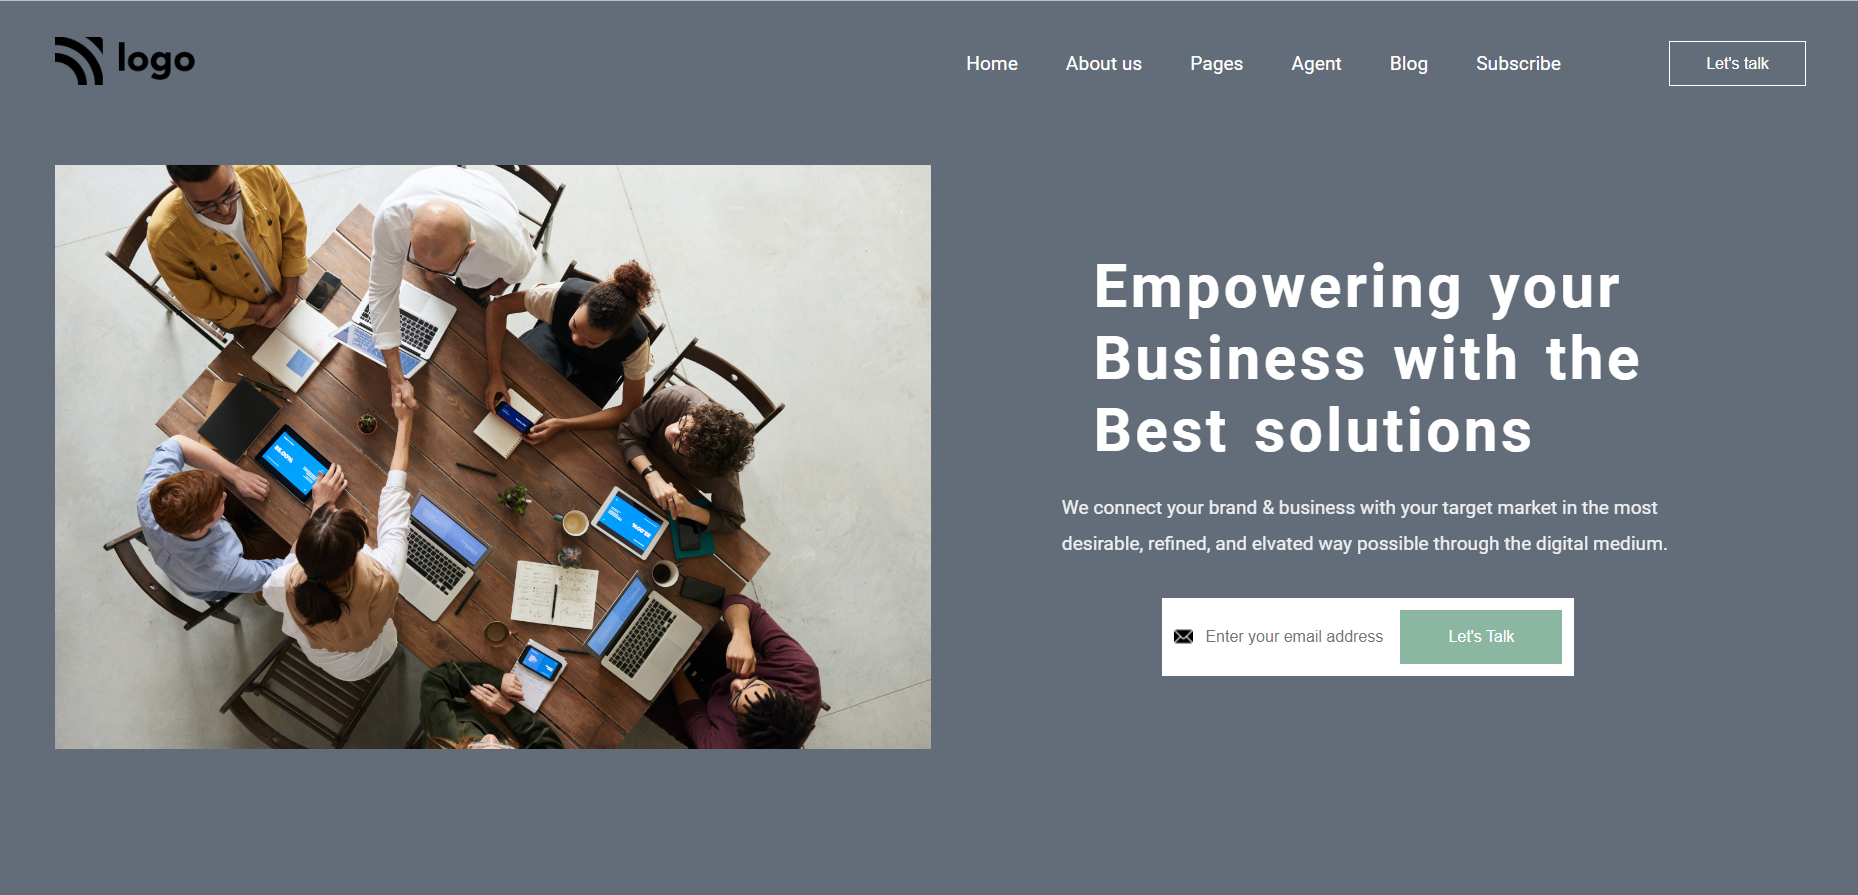 logo
Home About us Pages Agent Blog Subscribe Let's talk
Empowering your
Business with the
Best solutions
We connect your brand & business with your target market in the most
desirable, refined, and elvated way possible through the digital medium.
Enter your email address Let's Talk